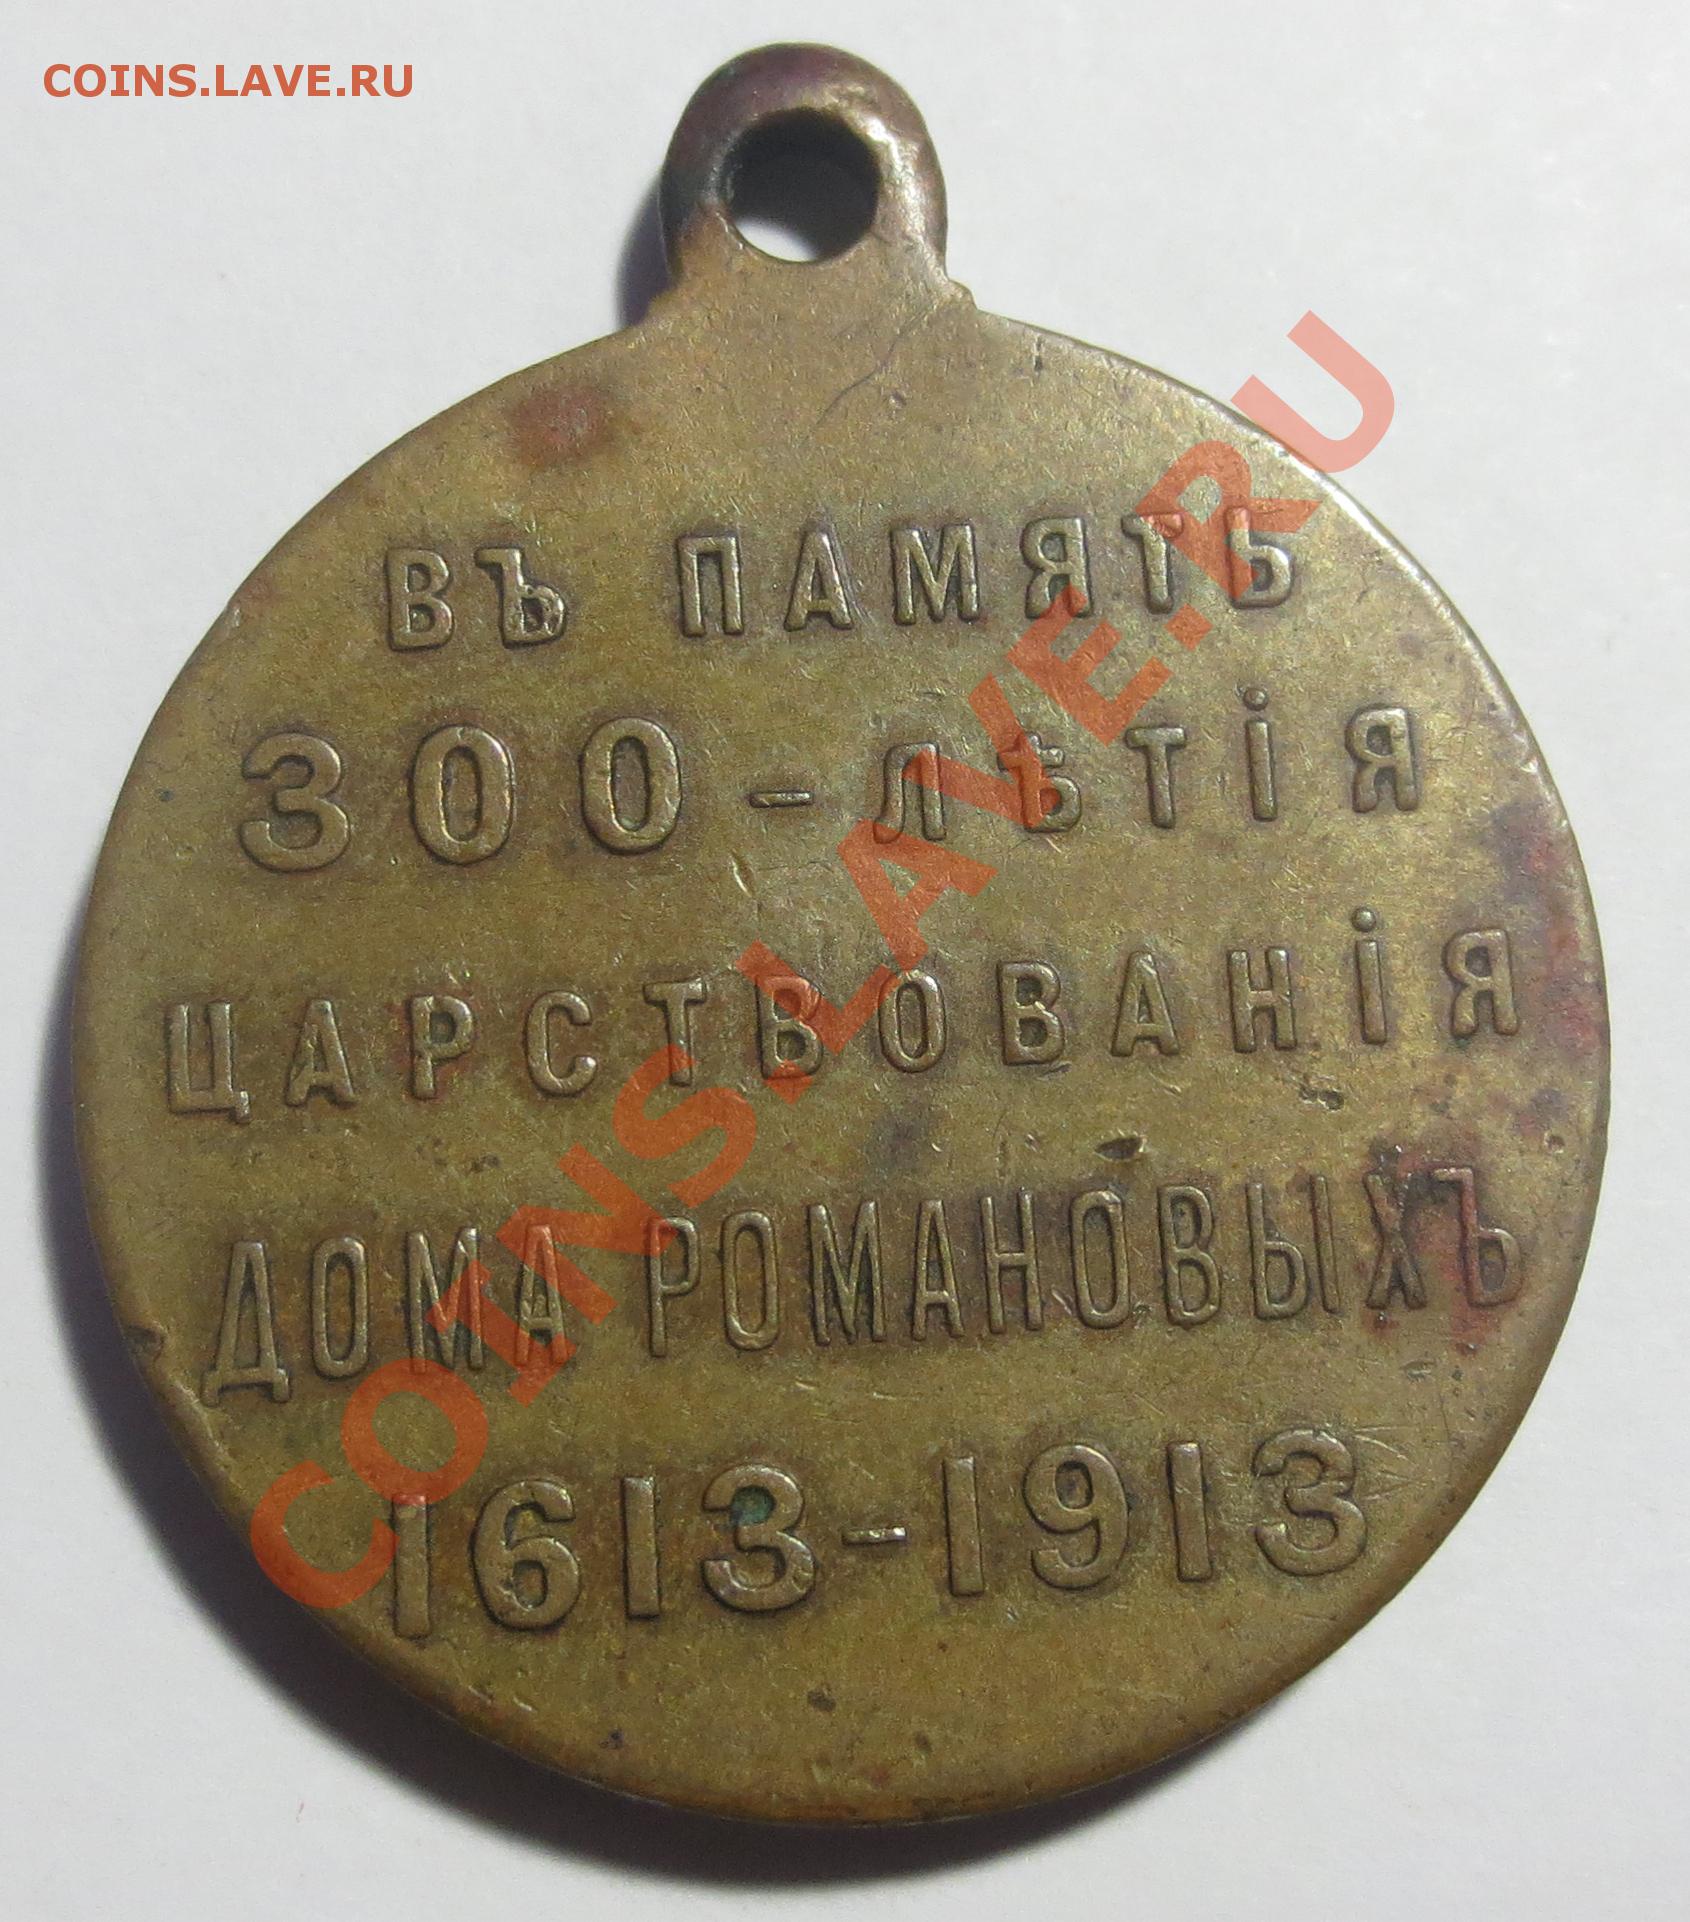 COINS.LAVE.RU
ВЪ ПАМЯТЬ
300-ЛѢТІЯ
ЦАРСТВОВАНІЯ
ДОМА РОМАНОВЫХЪ
1613-1913
COINS.LAVE.RU